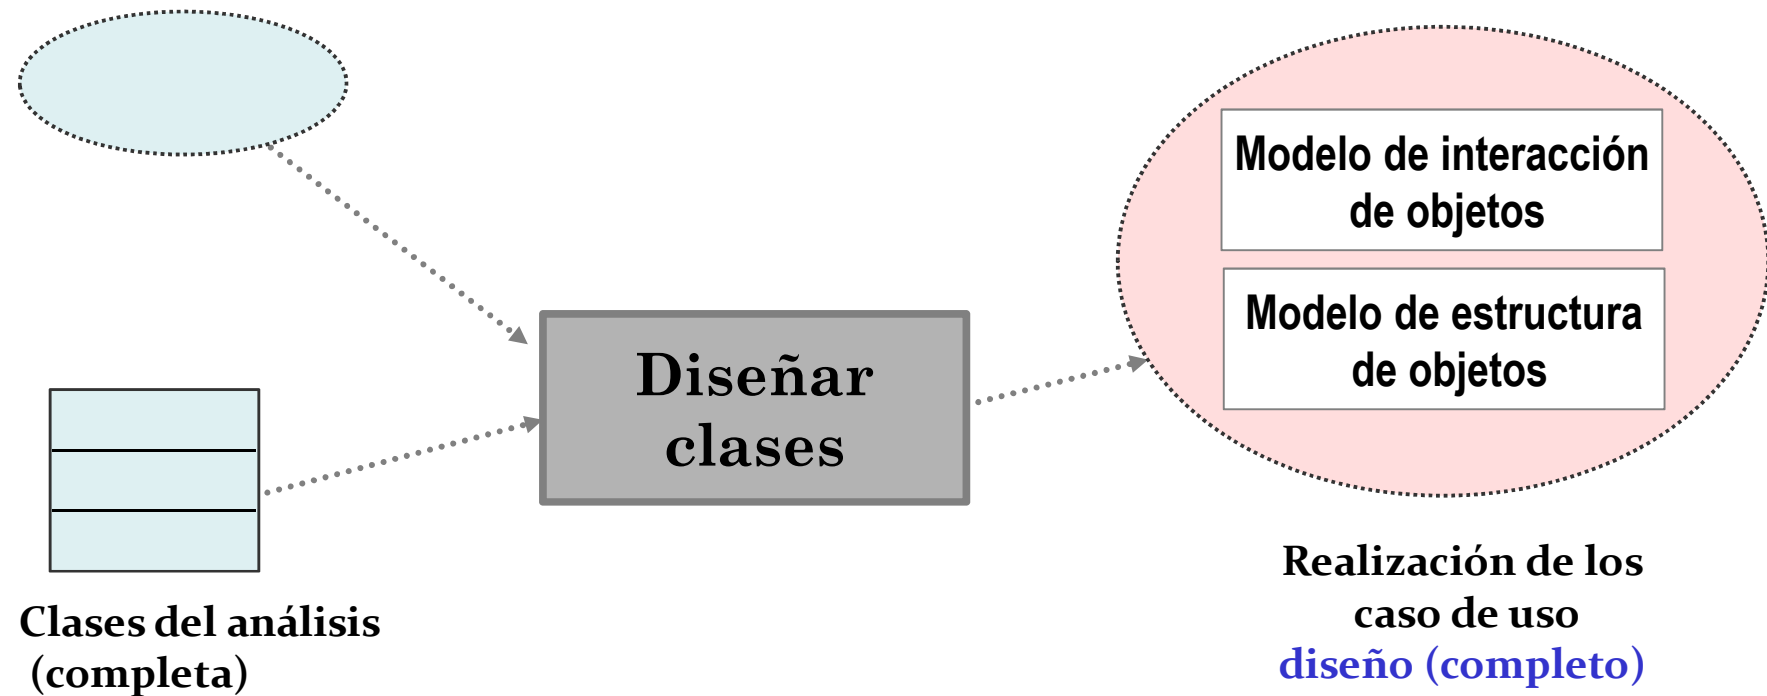 Modelo de interacción
de objetos
Modelo de estructura
de objetos
Diseñar
clases
Clases del análisis
(completa)
Realización de los
caso de uso
diseño (completo)